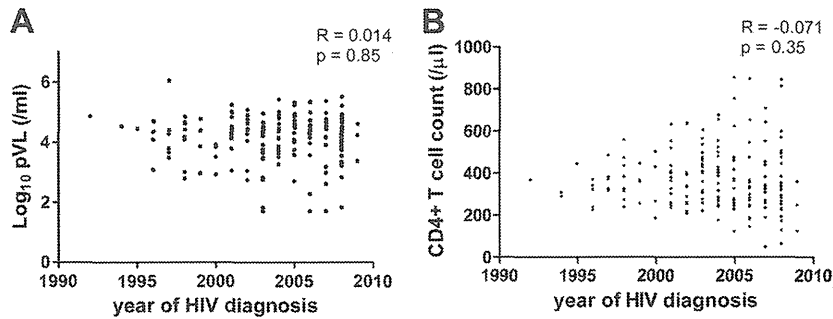 A
R = 0.014
p = 0.85
Log10 pVL (/ml)
6
4
2
0
1990 1995 2000 2005 2010
year of HIV diagnosis
B
R = -0.071
p = 0.35
CD4+ T cell count (/µl)
1000
800
600
400
200
0
1990 1995 2000 2005 2010
year of HIV diagnosis